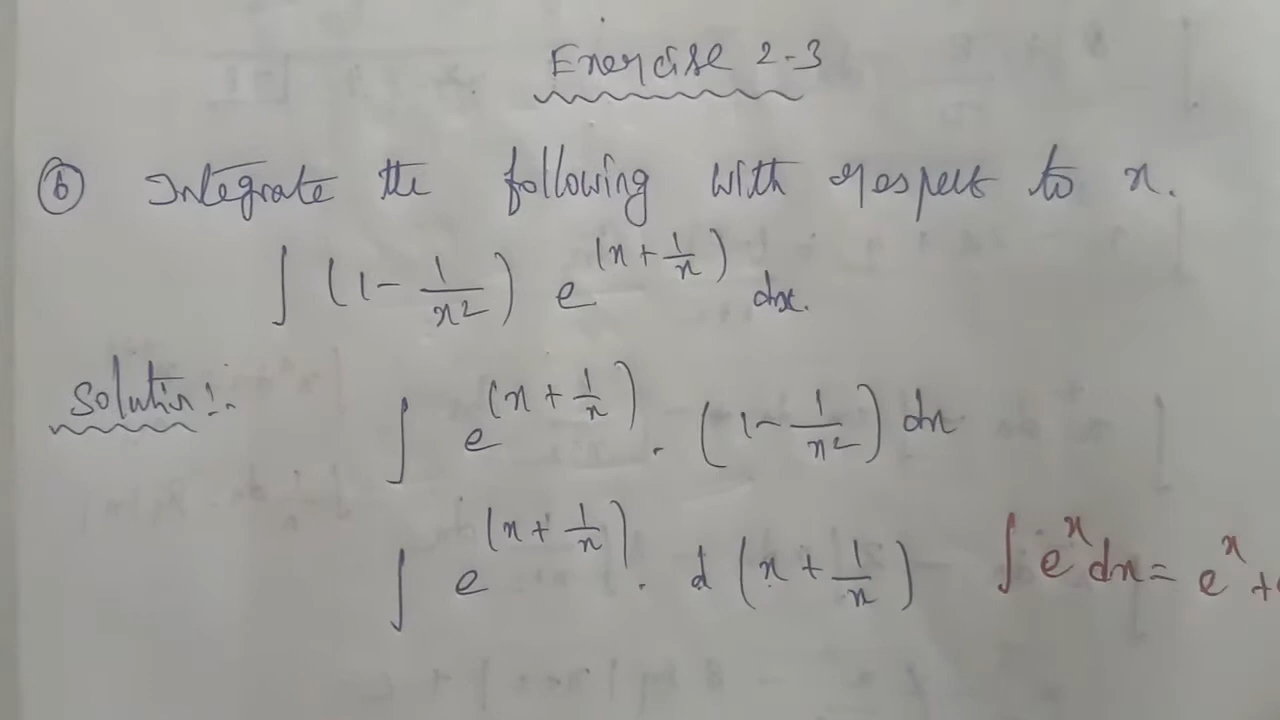 Exercise 2-3
⑥ Integrate the following with respect to x.
∫ (1 - 1/x²) e^(x + 1/x) dx.
Solution:.
∫ e^(x + 1/x) . (1 - 1/x²) dx
∫ e^(x + 1/x) . d (x + 1/x) ∫ e^x dx = e^x +